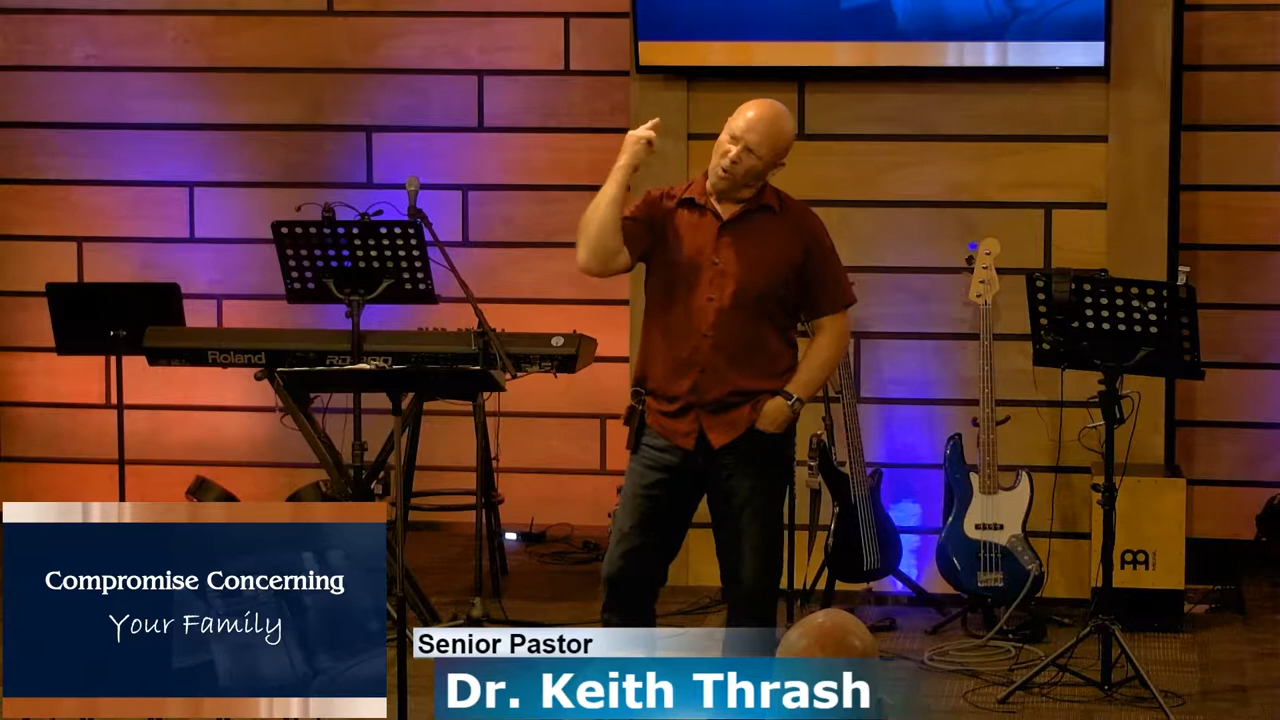 Roland
Compromise Concerning
Your Family
Senior Pastor
Dr. Keith Thrash